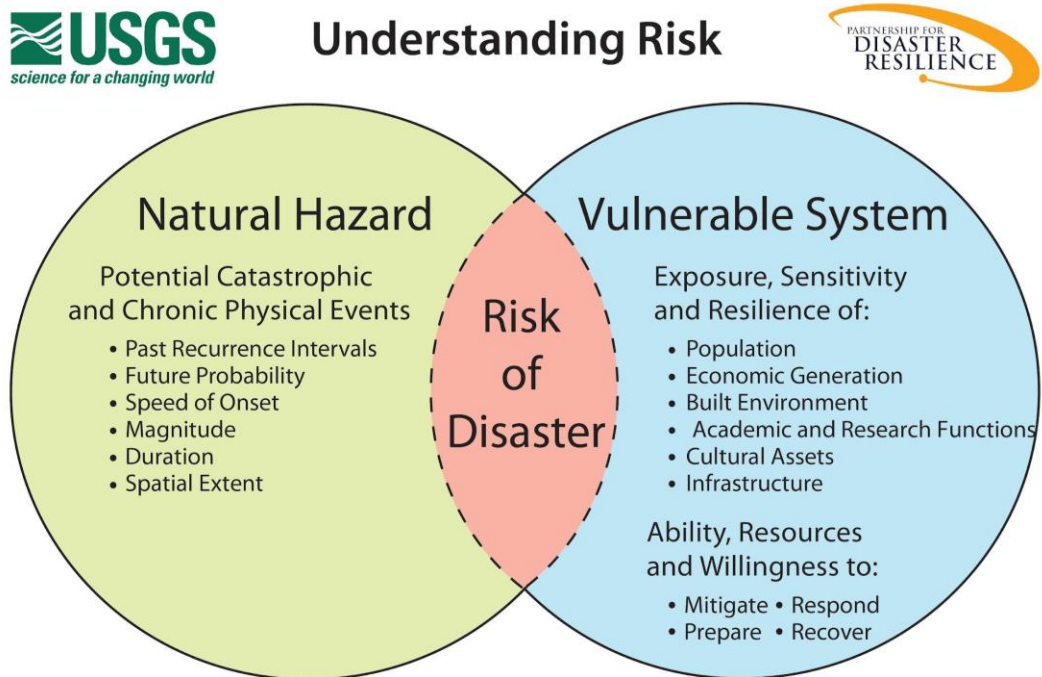 USGS
science for a changing world
Understanding Risk
PARTNERSHIP FOR
DISASTER
RESILIENCE
Natural Hazard
Potential Catastrophic
and Chronic Physical Events
• Past Recurrence Intervals
• Future Probability
• Speed of Onset
• Magnitude
• Duration
• Spatial Extent
Risk
of
Disaster
Vulnerable System
Exposure, Sensitivity
and Resilience of:
• Population
• Economic Generation
• Built Environment
• Academic and Research Functions
• Cultural Assets
• Infrastructure
Ability, Resources
and Willingness to:
• Mitigate • Respond
• Prepare • Recover